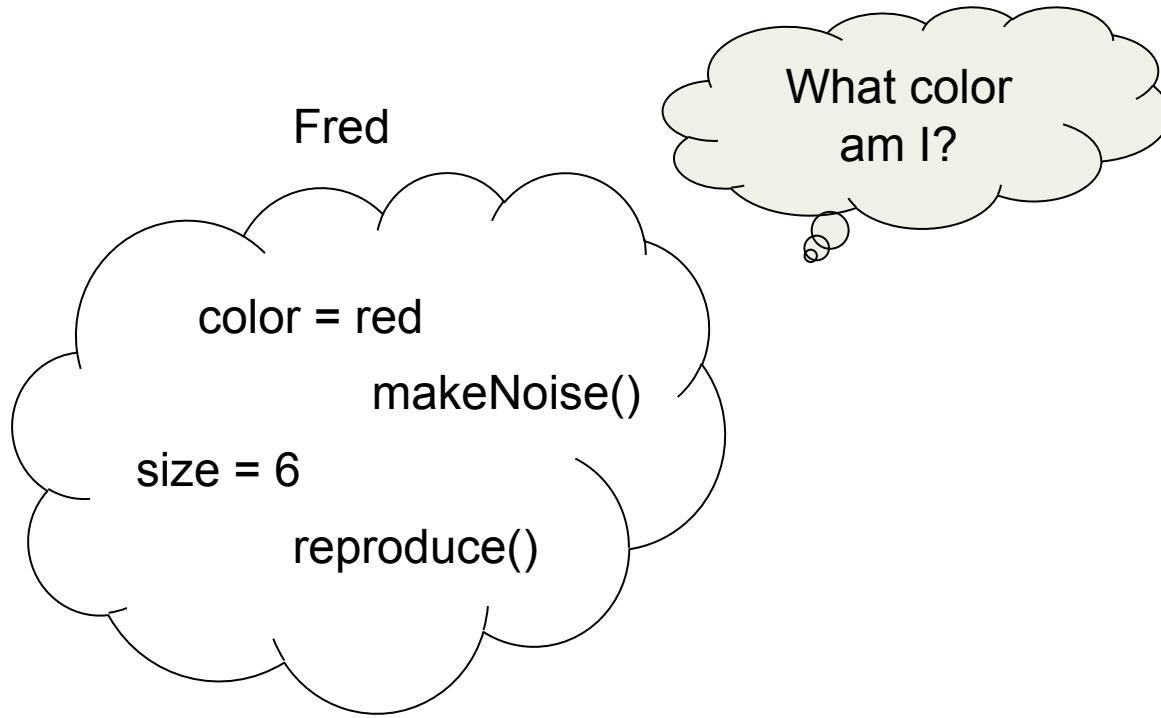 Fred
What color
am I?
color = red
makeNoise()
size = 6
reproduce()